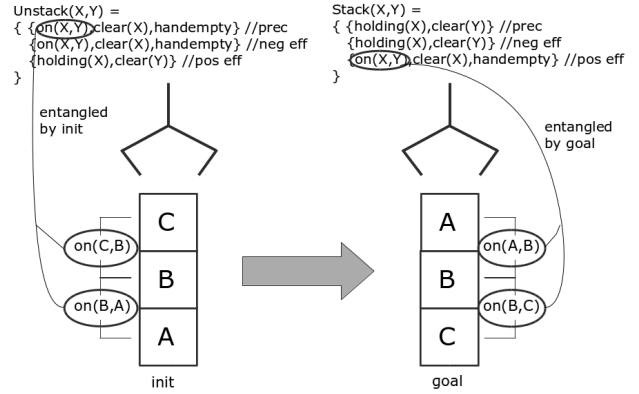 Unstack(X,Y) =
{ {on(X,Y),clear(X),handempty} //prec
{on(X,Y),clear(X),handempty} //neg eff
{holding(X),clear(Y)} //pos eff
}
Stack(X,Y) =
{ {holding(X),clear(Y)} //prec
{holding(X),clear(Y)} //neg eff
{on(X,Y),clear(X),handempty} //pos eff
}
entangled
by init
entangled
by goal
C
B
A
on(C,B)
on(B,A)
init
A
B
C
on(A,B)
on(B,C)
goal